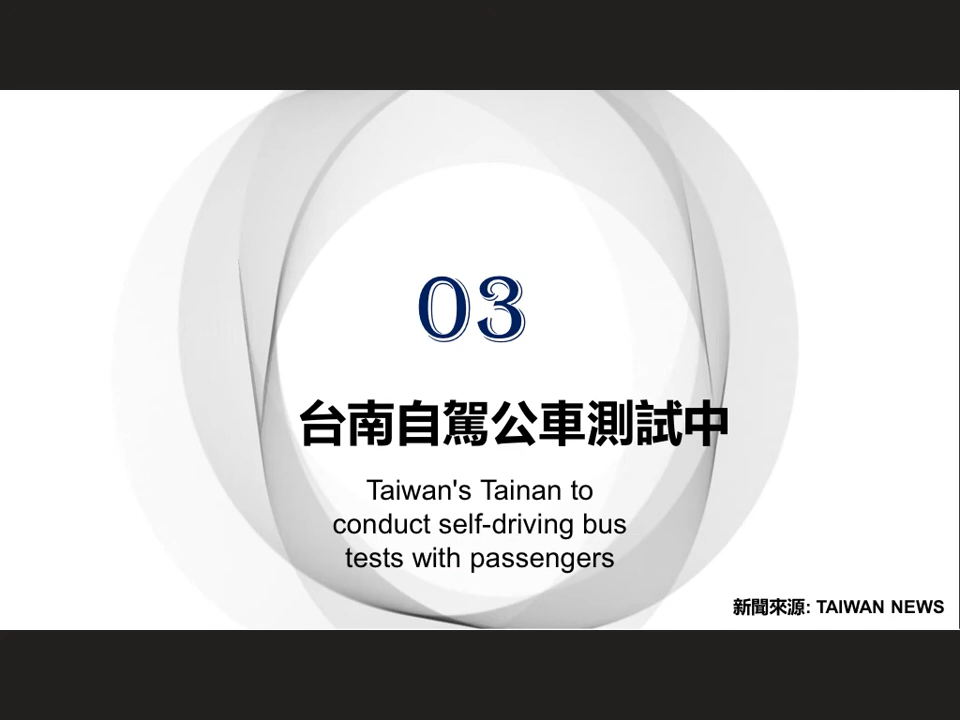 03
台南自駕公車測試中
Taiwan's Tainan to
conduct self-driving bus
tests with passengers
新聞來源: TAIWAN NEWS